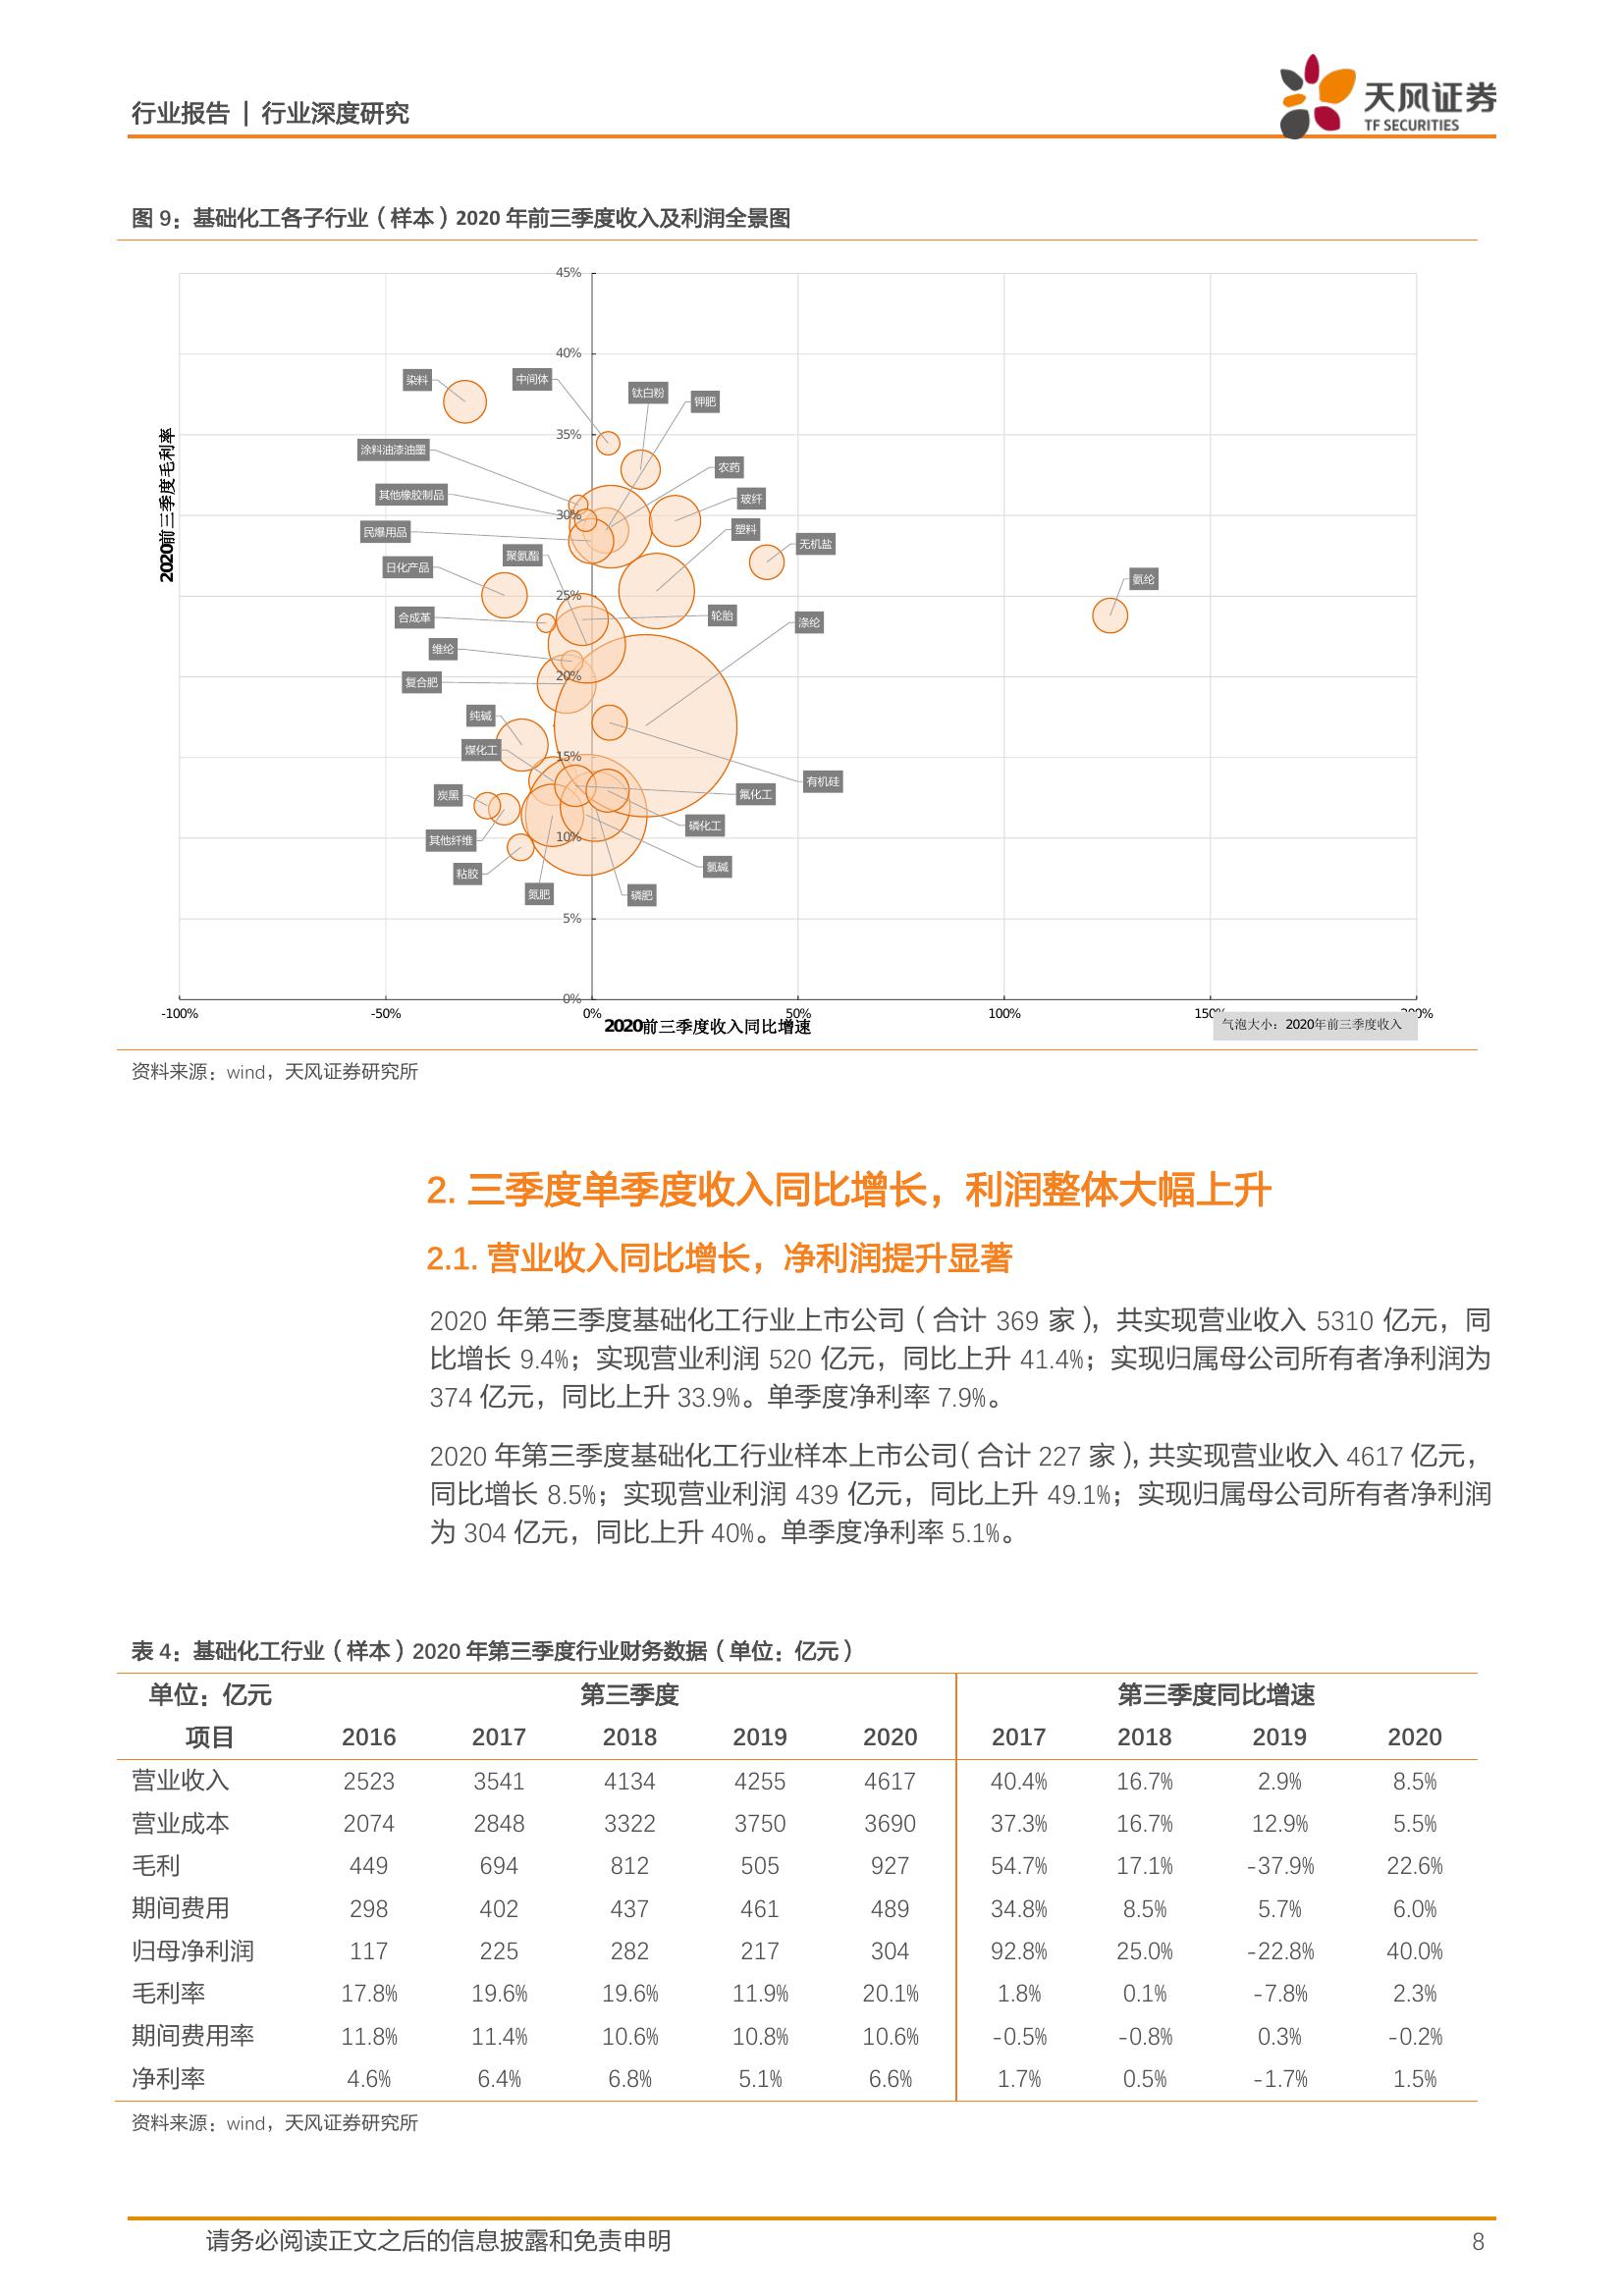 行业报告 | 行业深度研究
天风证券
TF SECURITIES
图 9：基础化工各子行业（样本）2020 年前三季度收入及利润全景图
45%
40%
35%
30%
25%
20%
15%
10%
5%
0%
2020前三季度毛利率
染料
中间体
钛白粉
钾肥
涂料油漆油墨
农药
其他橡胶制品
玻纤
民爆用品
塑料
无机盐
聚氨酯
日化产品
氨纶
合成革
轮胎
涤纶
维纶
复合肥
纯碱
煤化工
有机硅
炭黑
氟化工
磷化工
其他纤维
粘胶
氯碱
氮肥
磷肥
-100% -50% 0% 50% 100% 150% 200%
2020前三季度收入同比增速
气泡大小：2020年前三季度收入
资料来源：wind，天风证券研究所
2. 三季度单季度收入同比增长，利润整体大幅上升
2.1. 营业收入同比增长，净利润提升显著
2020 年第三季度基础化工行业上市公司（合计 369 家），共实现营业收入 5310 亿元，同
比增长 9.4%；实现营业利润 520 亿元，同比上升 41.4%；实现归属母公司所有者净利润为
374 亿元，同比上升 33.9%。单季度净利率 7.9%。
2020 年第三季度基础化工行业样本上市公司（合计 227 家），共实现营业收入 4617 亿元，
同比增长 8.5%；实现营业利润 439 亿元，同比上升 49.1%；实现归属母公司所有者净利润
为 304 亿元，同比上升 40%。单季度净利率 5.1%。
表 4：基础化工行业（样本）2020 年第三季度行业财务数据（单位：亿元）
单位：亿元 第三季度 第三季度同比增速
项目 2016 2017 2018 2019 2020 2017 2018 2019 2020
营业收入 2523 3541 4134 4255 4617 40.4% 16.7% 2.9% 8.5%
营业成本 2074 2848 3322 3750 3690 37.3% 16.7% 12.9% 5.5%
毛利 449 694 812 505 927 54.7% 17.1% -37.9% 22.6%
期间费用 298 402 437 461 489 34.8% 8.5% 5.7% 6.0%
归母净利润 117 225 282 217 304 92.8% 25.0% -22.8% 40.0%
毛利率 17.8% 19.6% 19.6% 11.9% 20.1% 1.8% 0.1% -7.8% 2.3%
期间费用率 11.8% 11.4% 10.6% 10.8% 10.6% -0.5% -0.8% 0.3% -0.2%
净利率 4.6% 6.4% 6.8% 5.1% 6.6% 1.7% 0.5% -1.7% 1.5%
资料来源：wind，天风证券研究所
请务必阅读正文之后的信息披露和免责申明 8